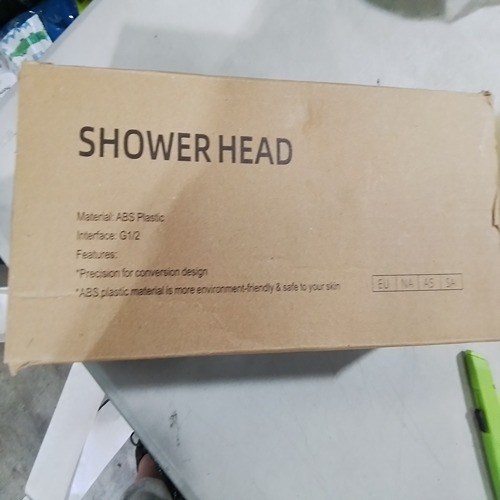 SHOWER HEAD
Material: ABS Plastic
Interface: G1/2
Features:
*Precision for conversion design
*ABS plastic material is more environment-friendly & safe to your skin
EU NA AS SA